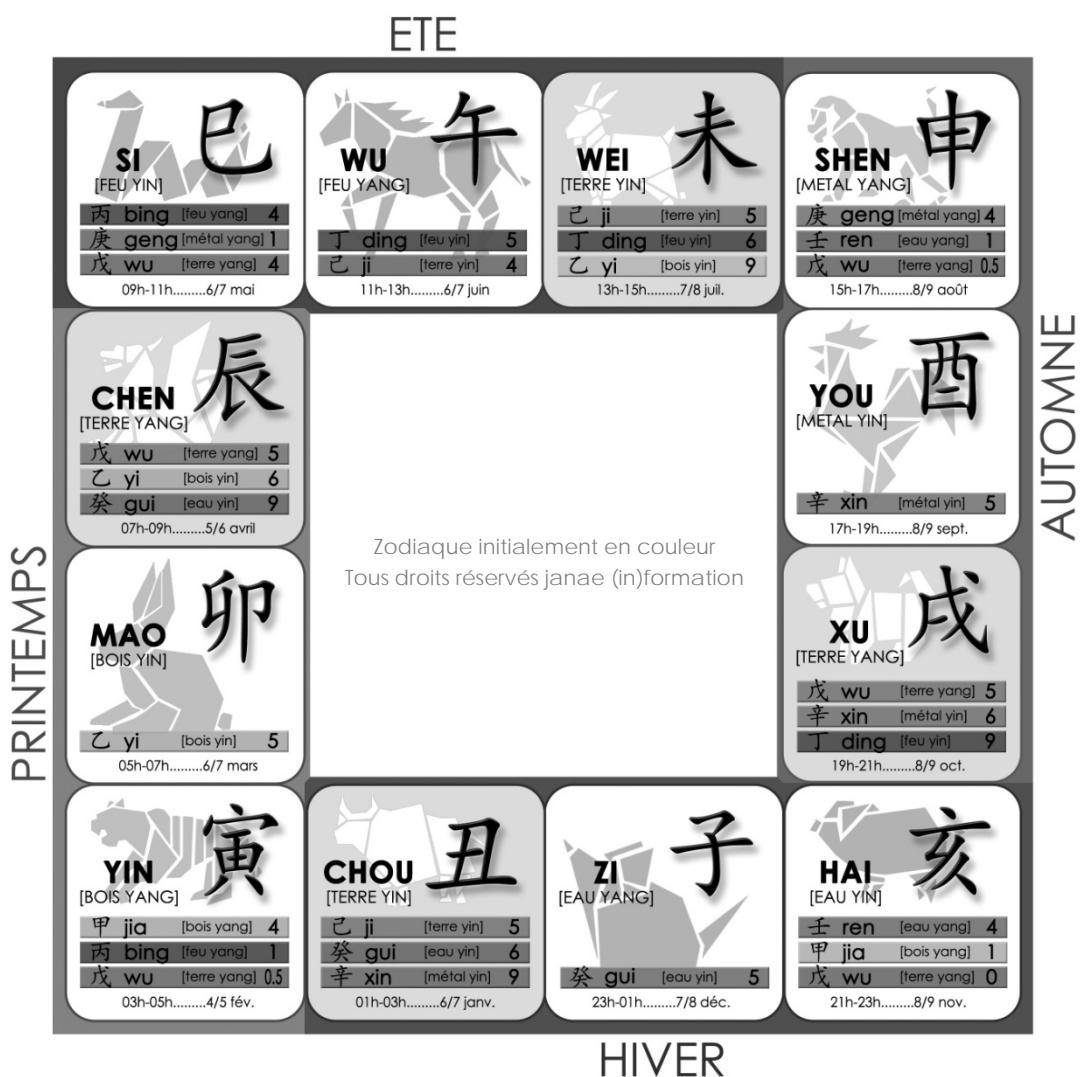 ETE
巳
SI
[FEU YIN]
丙 bing [feu yang] 4
庚 geng [métal yang] 1
戊 wu [terre yang] 4
09h-11h.........6/7 mai
午
WU
[FEU YANG]
丁 ding [feu yin] 5
己 ji [terre yin] 4
11h-13h.........6/7 juin
未
WEI
[TERRE YIN]
己 ji [terre yin] 5
丁 ding [feu yin] 6
乙 yi [bois yin] 9
13h-15h.........7/8 juil.
申
SHEN
[METAL YANG]
庚 geng [métal yang] 4
壬 ren [eau yang] 1
戊 wu [terre yang] 0.5
15h-17h.........8/9 août
辰
CHEN
[TERRE YANG]
戊 wu [terre yang] 5
乙 yi [bois yin] 6
癸 gui [eau yin] 9
07h-09h.........5/6 avril
酉
YOU
[METAL YIN]
辛 xin [métal yin] 5
17h-19h.........8/9 sept.
AUTOMNE
Zodiaque initialement en couleur
Tous droits réservés janae (in)formation
PRINTEMPS
卯
MAO
[BOIS YIN]
乙 yi [bois yin] 5
05h-07h.........6/7 mars
戌
XU
[TERRE YANG]
戊 wu [terre yang] 5
辛 xin [métal yin] 6
丁 ding [feu yin] 9
19h-21h.........8/9 oct.
寅
YIN
[BOIS YANG]
甲 jia [bois yang] 4
丙 bing [feu yang] 1
戊 wu [terre yang] 0.5
03h-05h.........4/5 fév.
丑
CHOU
[TERRE YIN]
己 ji [terre yin] 5
癸 gui [eau yin] 6
辛 xin [métal yin] 9
01h-03h.........6/7 janv.
子
ZI
[EAU YANG]
癸 gui [eau yin] 5
23h-01h.........7/8 déc.
亥
HAI
[EAU YIN]
壬 ren [eau yang] 4
甲 jia [bois yang] 1
戊 wu [terre yang] 0
21h-23h.........8/9 nov.
HIVER